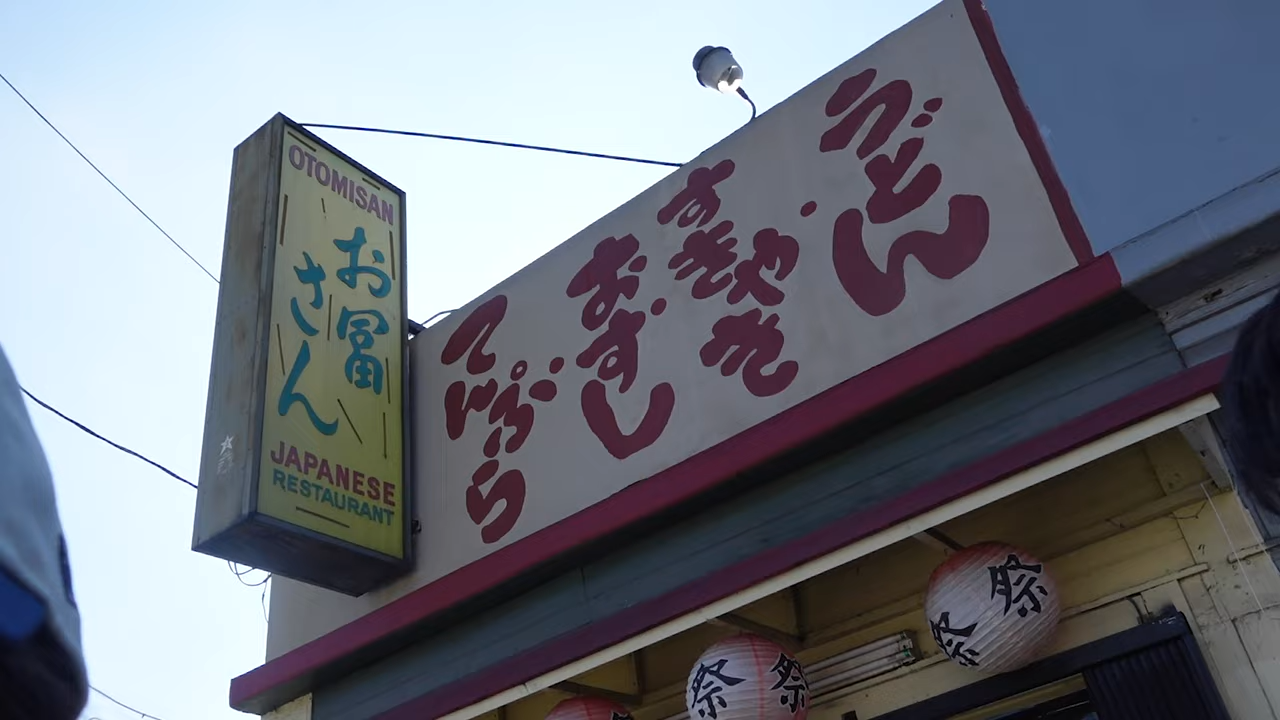 OTOMISAN
お冨
さん
JAPANESE
RESTAURANT
うどん
すきやき
おすし
てんぷら
祭
祭
祭
祭